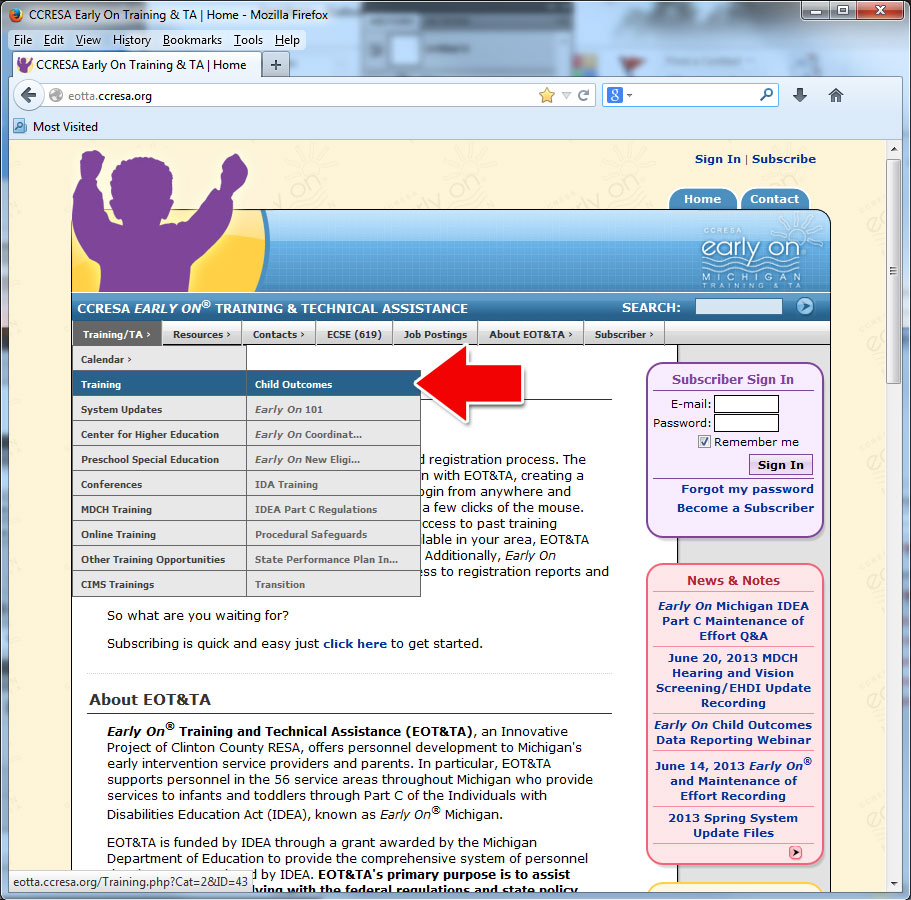 CCRESA Early On Training & TA | Home - Mozilla Firefox
File Edit View History Bookmarks Tools Help
CCRESA Early On Training & TA | Home
eotta.ccresa.org
Most Visited
Sign In | Subscribe
Home Contact
CCRESA
early on
MICHIGAN
TRAINING & TA
CCRESA EARLY ON® TRAINING & TECHNICAL ASSISTANCE SEARCH:
Training/TA › Resources › Contacts › ECSE (619) Job Postings About EOT&TA › Subscriber ›
Calendar ›
Training
System Updates
Center for Higher Education
Preschool Special Education
Conferences
MDCH Training
Online Training
Other Training Opportunities
CIMS Trainings
Child Outcomes
Early On 101
Early On Coordinat...
Early On New Eligi...
IDA Training
IDEA Part C Regulations
Procedural Safeguards
State Performance Plan In...
Transition
d registration process. The
n with EOT&TA, creating a
ogin from anywhere and
a few clicks of the mouse.
ccess to past training
ilable in your area, EOT&TA
Additionally, Early On
ess to registration reports and
So what are you waiting for?
Subscribing is quick and easy just click here to get started.
About EOT&TA
Early On® Training and Technical Assistance (EOT&TA), an Innovative
Project of Clinton County RESA, offers personnel development to Michigan's
early intervention service providers and parents. In particular, EOT&TA
supports personnel in the 56 service areas throughout Michigan who provide
services to infants and toddlers through Part C of the Individuals with
Disabilities Education Act (IDEA), known as Early On® Michigan.
EOT&TA is funded by IDEA through a grant awarded by the Michigan
Department of Education to provide the comprehensive system of personnel
d by IDEA. EOT&TA's primary purpose is to assist
lying with the federal regulations and state policy
Subscriber Sign In
E-mail:
Password:
Remember me
Sign In
Forgot my password
Become a Subscriber
News & Notes
Early On Michigan IDEA
Part C Maintenance of
Effort Q&A
June 20, 2013 MDCH
Hearing and Vision
Screening/EHDI Update
Recording
Early On Child Outcomes
Data Reporting Webinar
June 14, 2013 Early On®
and Maintenance of
Effort Recording
2013 Spring System
Update Files
eotta.ccresa.org/Training.php?Cat=2&ID=43